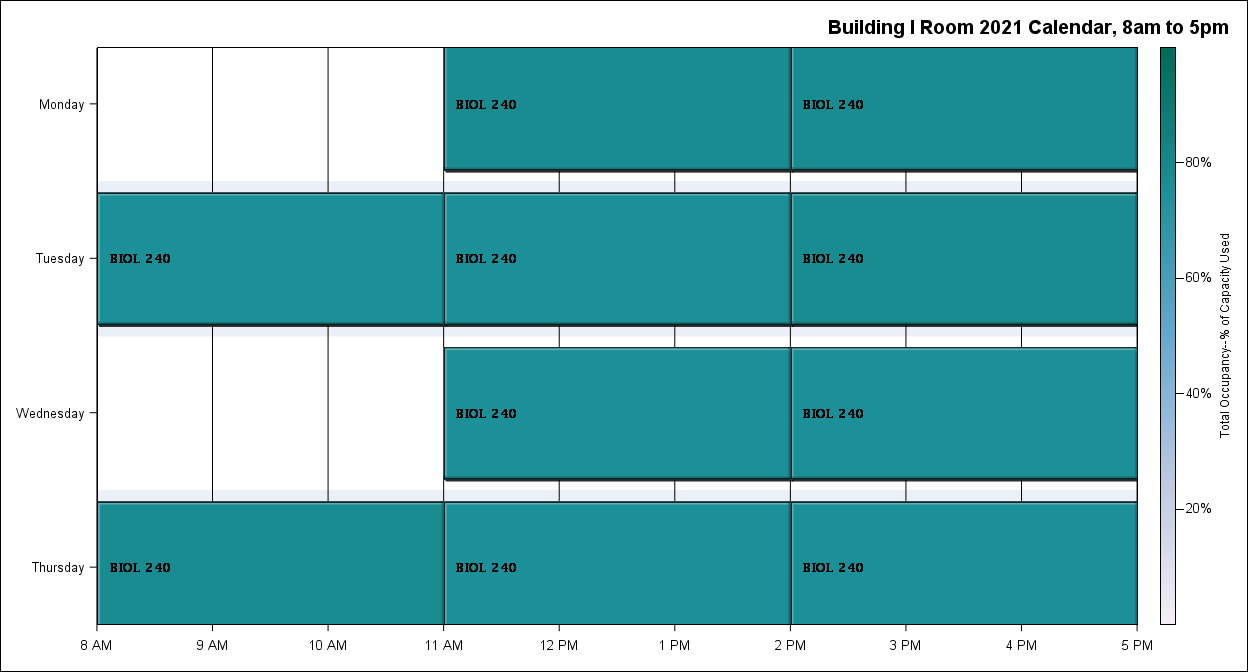 Building I Room 2021 Calendar, 8am to 5pm
Monday
BIOL 240
BIOL 240
Tuesday
BIOL 240
BIOL 240
BIOL 240
Wednesday
BIOL 240
BIOL 240
Thursday
BIOL 240
BIOL 240
BIOL 240
8 AM
9 AM
10 AM
11 AM
12 PM
1 PM
2 PM
3 PM
4 PM
5 PM
80%
60%
40%
20%
Total Occupancy--% of Capacity Used